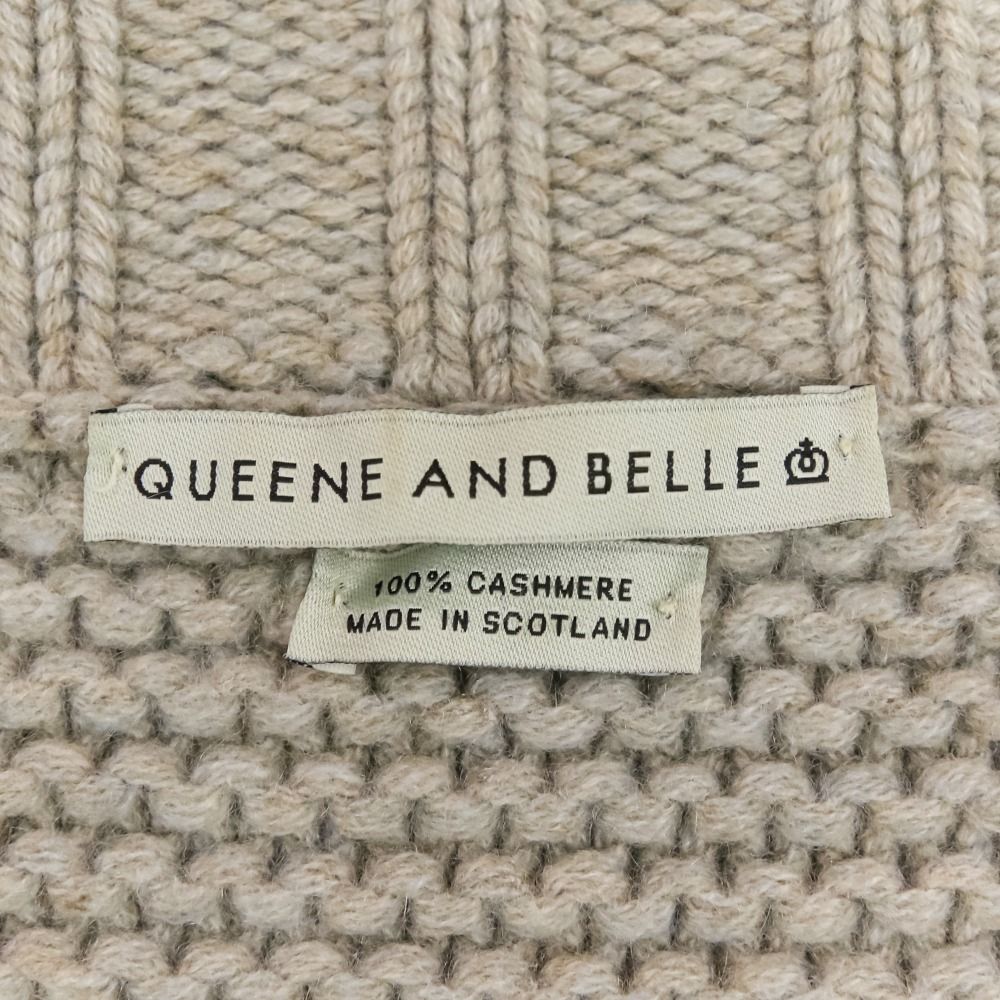 QUEENE AND BELLE
100% CASHMERE
MADE IN SCOTLAND